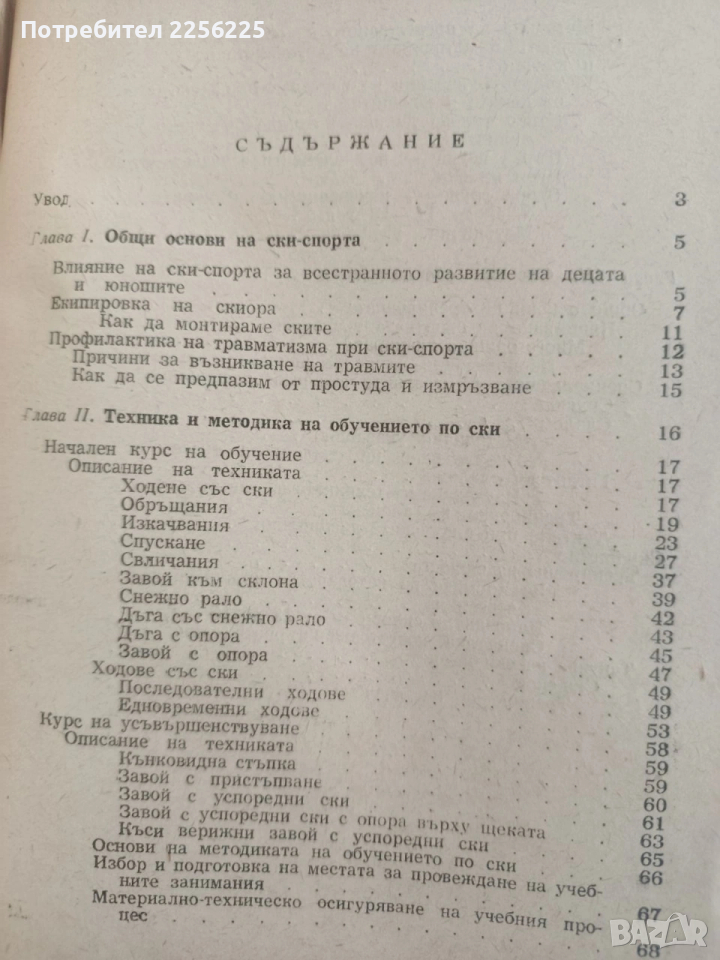 Потребител 2256225
СЪДЪРЖАНИЕ
Увод 3
Глава I. Общи основи на ски-спорта 5
Влияние на ски-спорта за всестранното развитие на децата
и юношите 5
Екипировка на скиора 7
Как да монтираме ските 11
Профилактика на травматизма при ски-спорта 12
Причини за възникване на травмите 13
Как да се предпазим от простуда и измръзване 15
Глава II. Техника и методика на обучението по ски 16
Начален курс на обучение 17
Описание на техниката 17
Ходене със ски 17
Обръщания 19
Изкачвания 23
Спускане 27
Свличания 37
Завой към склона 39
Снежно рало 42
Дъга със снежно рало 43
Дъга с опора 45
Завой с опора 47
Ходове със ски 49
Последователни ходове 49
Едновременни ходове 53
Курс на усъвършенствуване 58
Описание на техниката 59
Кънковидна стъпка 59
Завой с пристъпване 60
Завой с успоредни ски 61
Завой с успоредни ски с опора върху щеката 63
Къси верижни завой с успоредни ски 65
Основи на методиката на обучението по ски 66
Избор и подготовка на местата за провеждане на учеб-
ните занимания 67
Материално-техническо осигуряване на учебния про-
цес 68
BAZAR